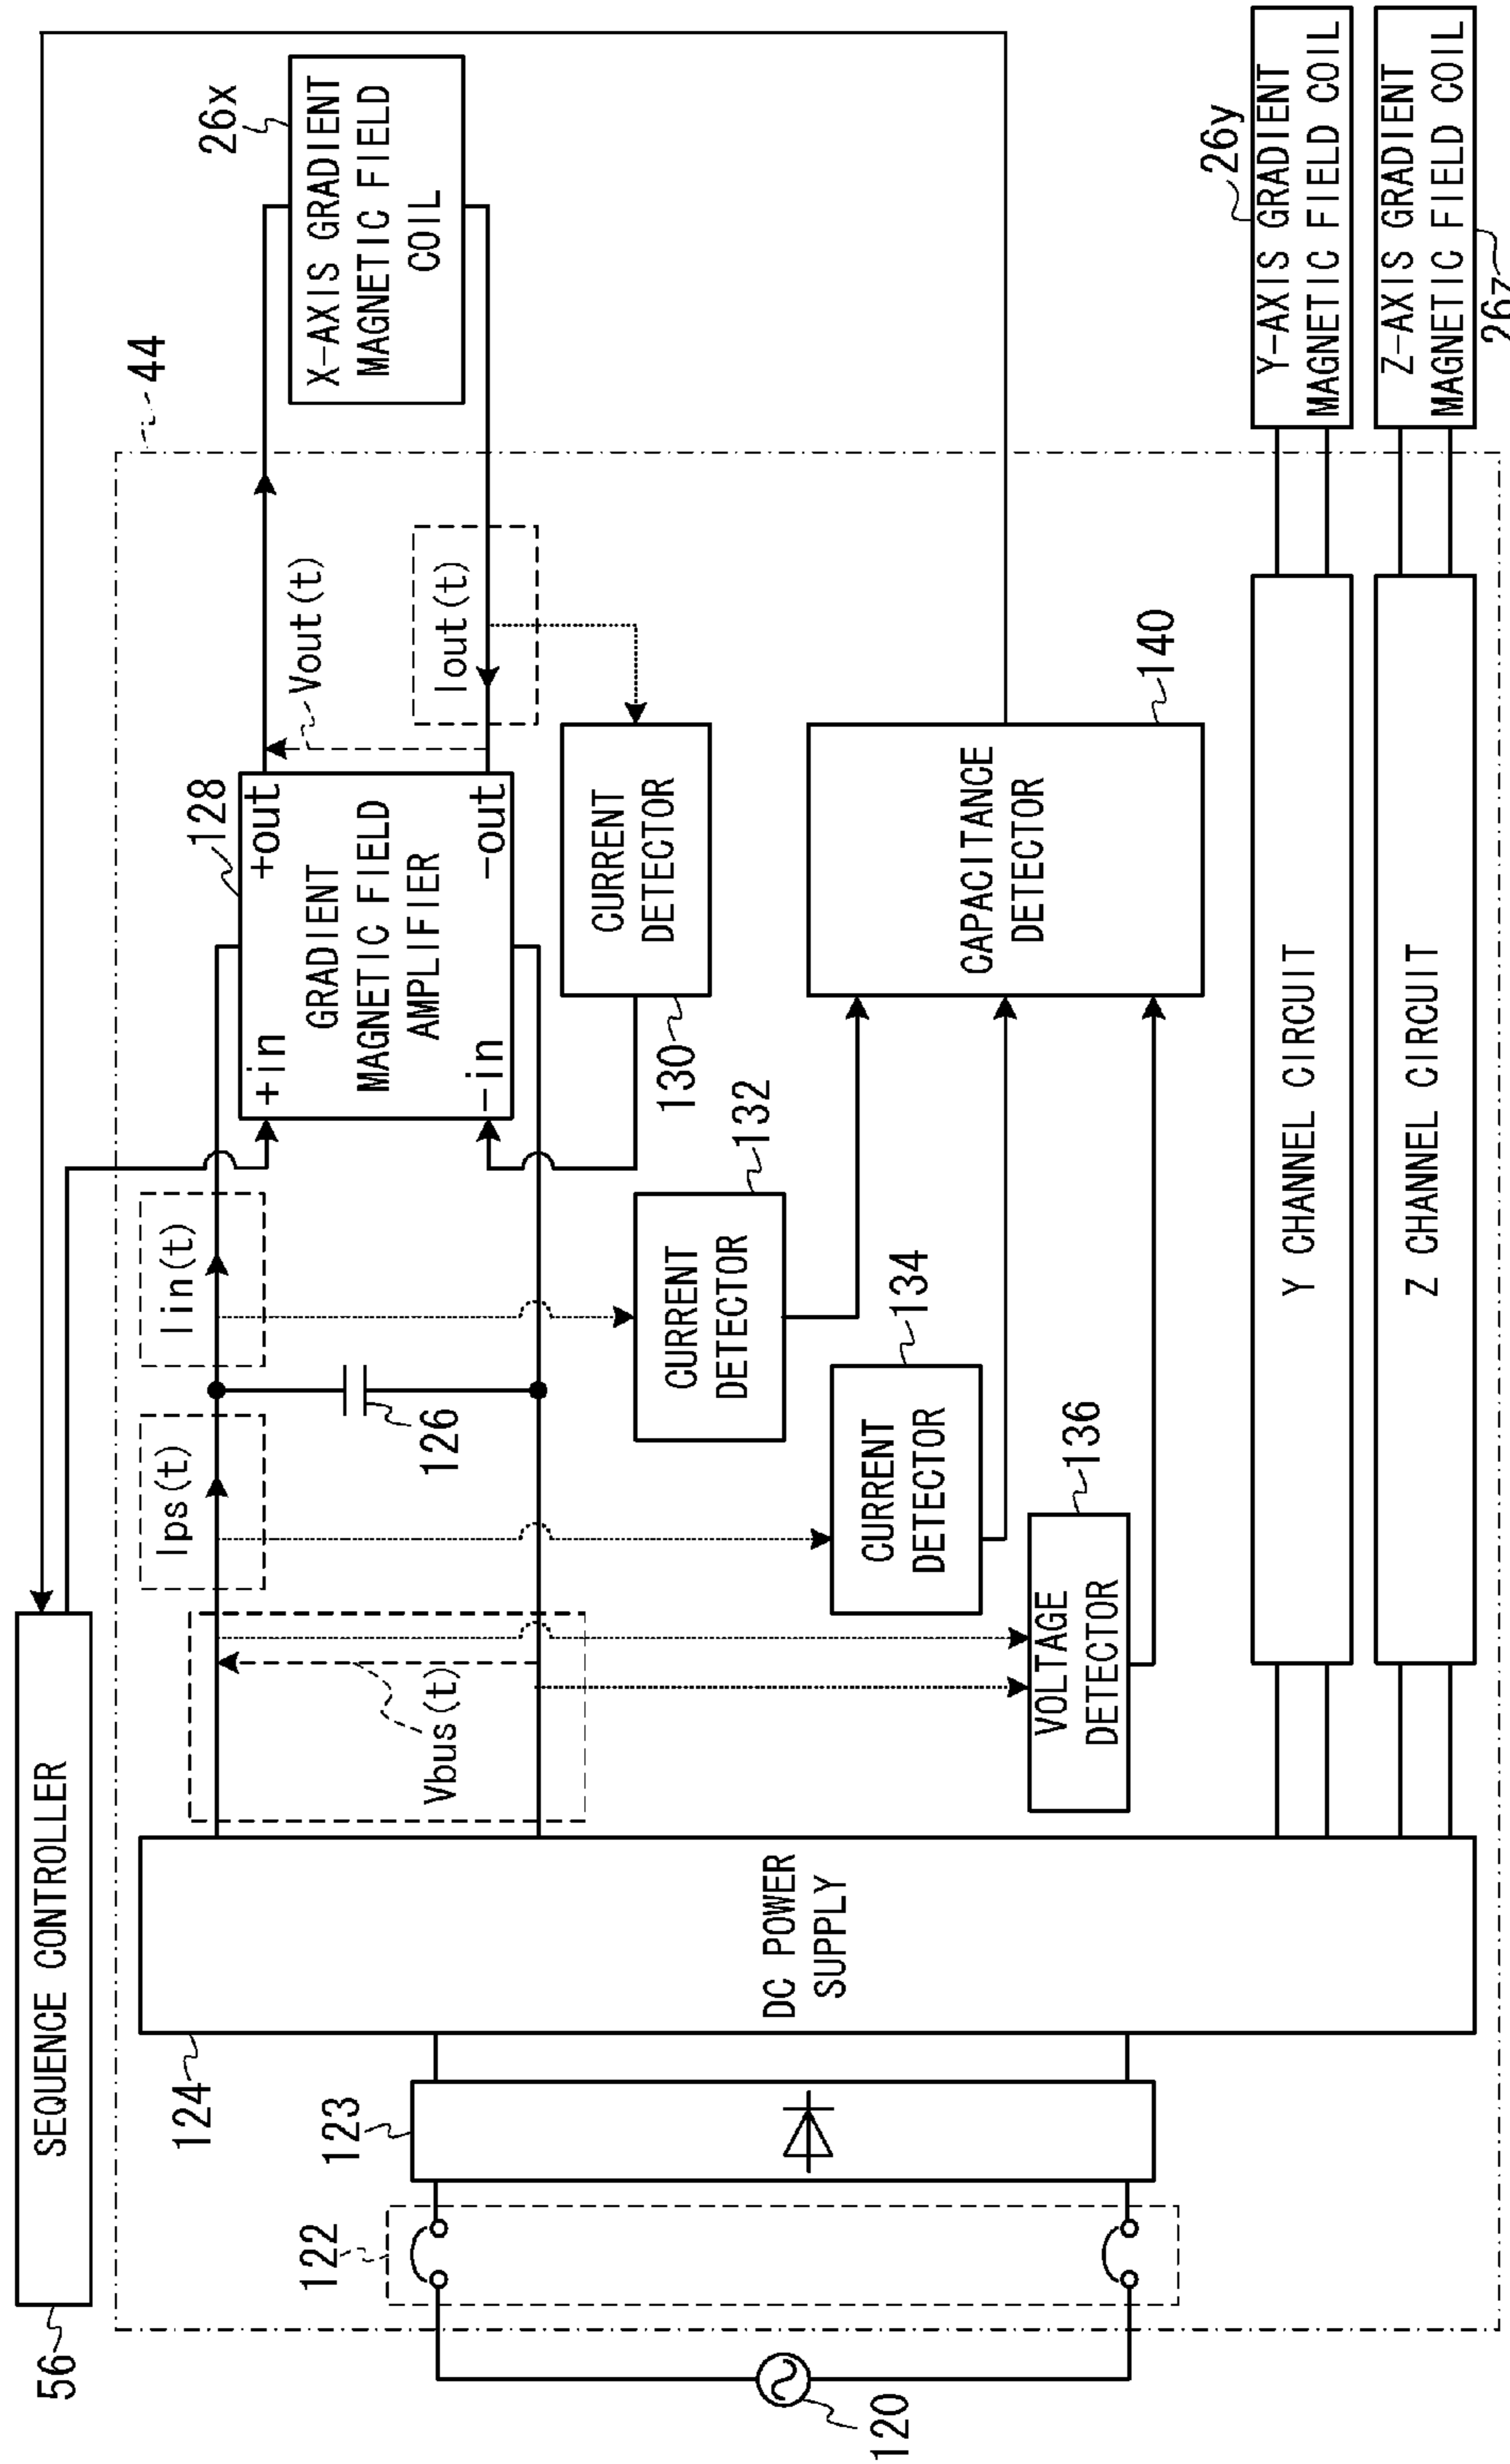 56
SEQUENCE CONTROLLER
44
120
122
123
124
DC POWER
SUPPLY
Vbus(t)
Ips(t)
Iin(t)
126
128
+in
-in
+out
-out
GRADIENT
MAGNETIC FIELD
AMPLIFIER
Vout(t)
Iout(t)
26x
X-AXIS GRADIENT
MAGNETIC FIELD
COIL
CURRENT
DETECTOR
130
CURRENT
DETECTOR
132
CURRENT
DETECTOR
134
VOLTAGE
DETECTOR
136
CAPACITANCE
DETECTOR
140
Y CHANNEL CIRCUIT
26y
Y-AXIS GRADIENT
MAGNETIC FIELD COIL
Z CHANNEL CIRCUIT
Z-AXIS GRADIENT
MAGNETIC FIELD COIL
26z